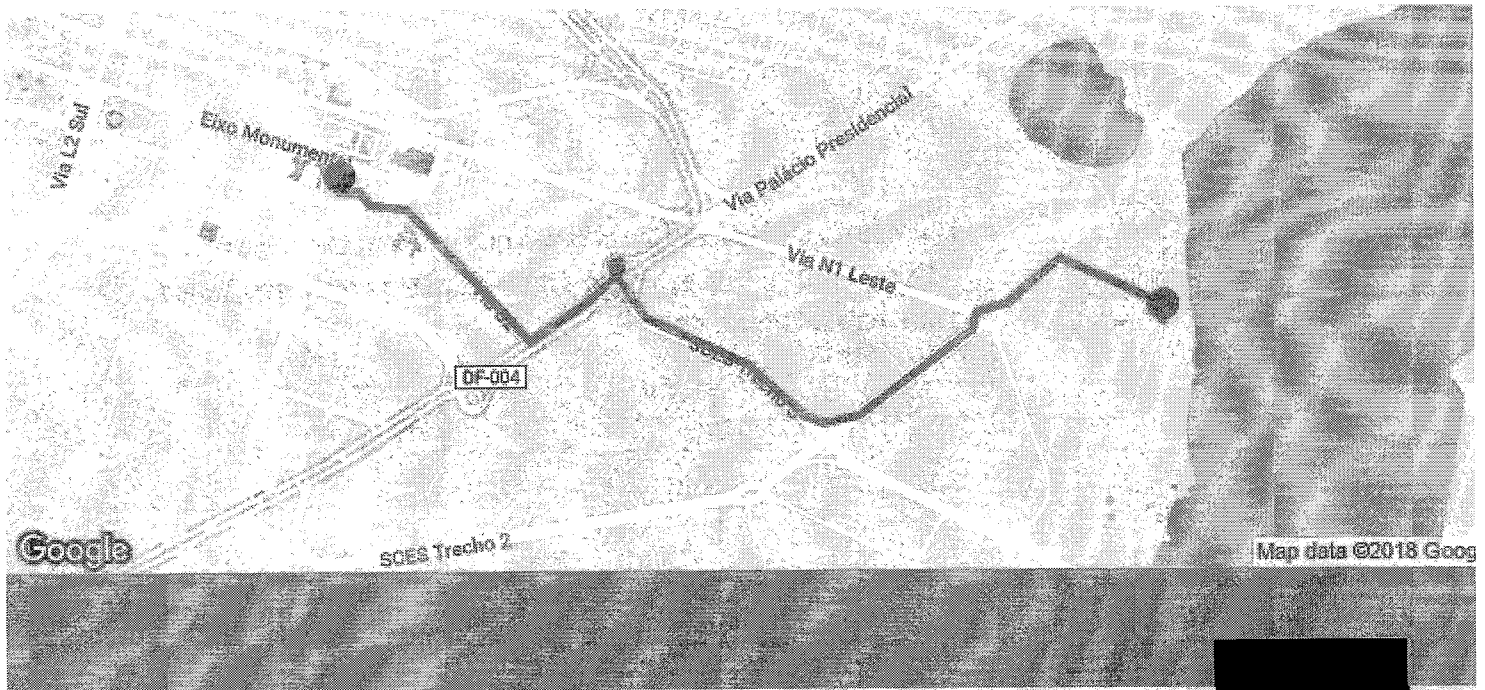 Via L2 Sul
Eixo Monumental
Via Palácio Presidencial
Via N1 Leste
DF-004
SCES Trecho 2
Google
Map data ©2018 Goog